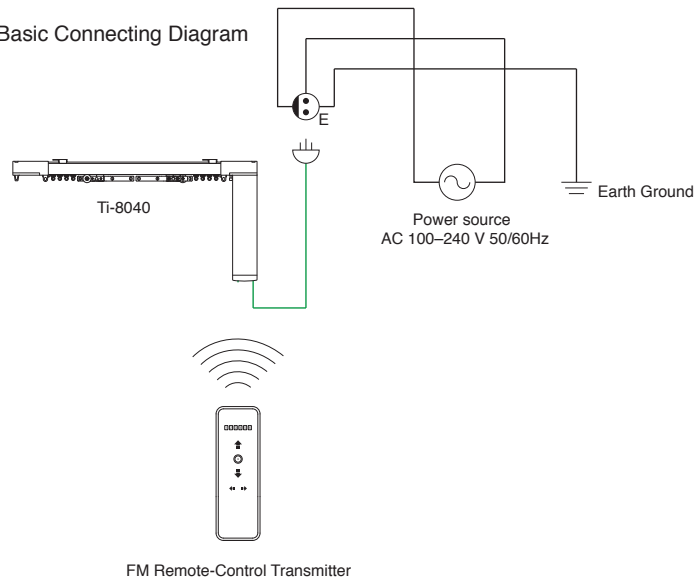 Basic Connecting Diagram
E
Ti-8040
Earth Ground
Power source
AC 100–240 V 50/60Hz
FM Remote-Control Transmitter